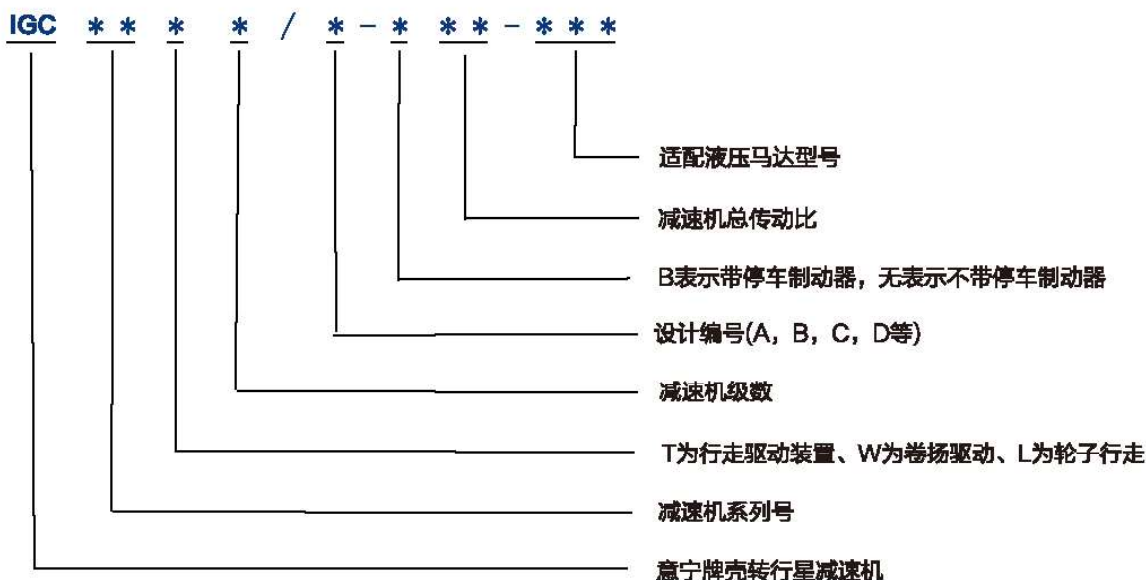 IGC ** * * / * - * ** - ***
适配液压马达型号
减速机总传动比
B表示带停车制动器，无表示不带停车制动器
设计编号(A，B，C，D等)
减速机级数
T为行走驱动装置、W为卷扬驱动、L为轮子行走
减速机系列号
意宁牌壳转行星减速机